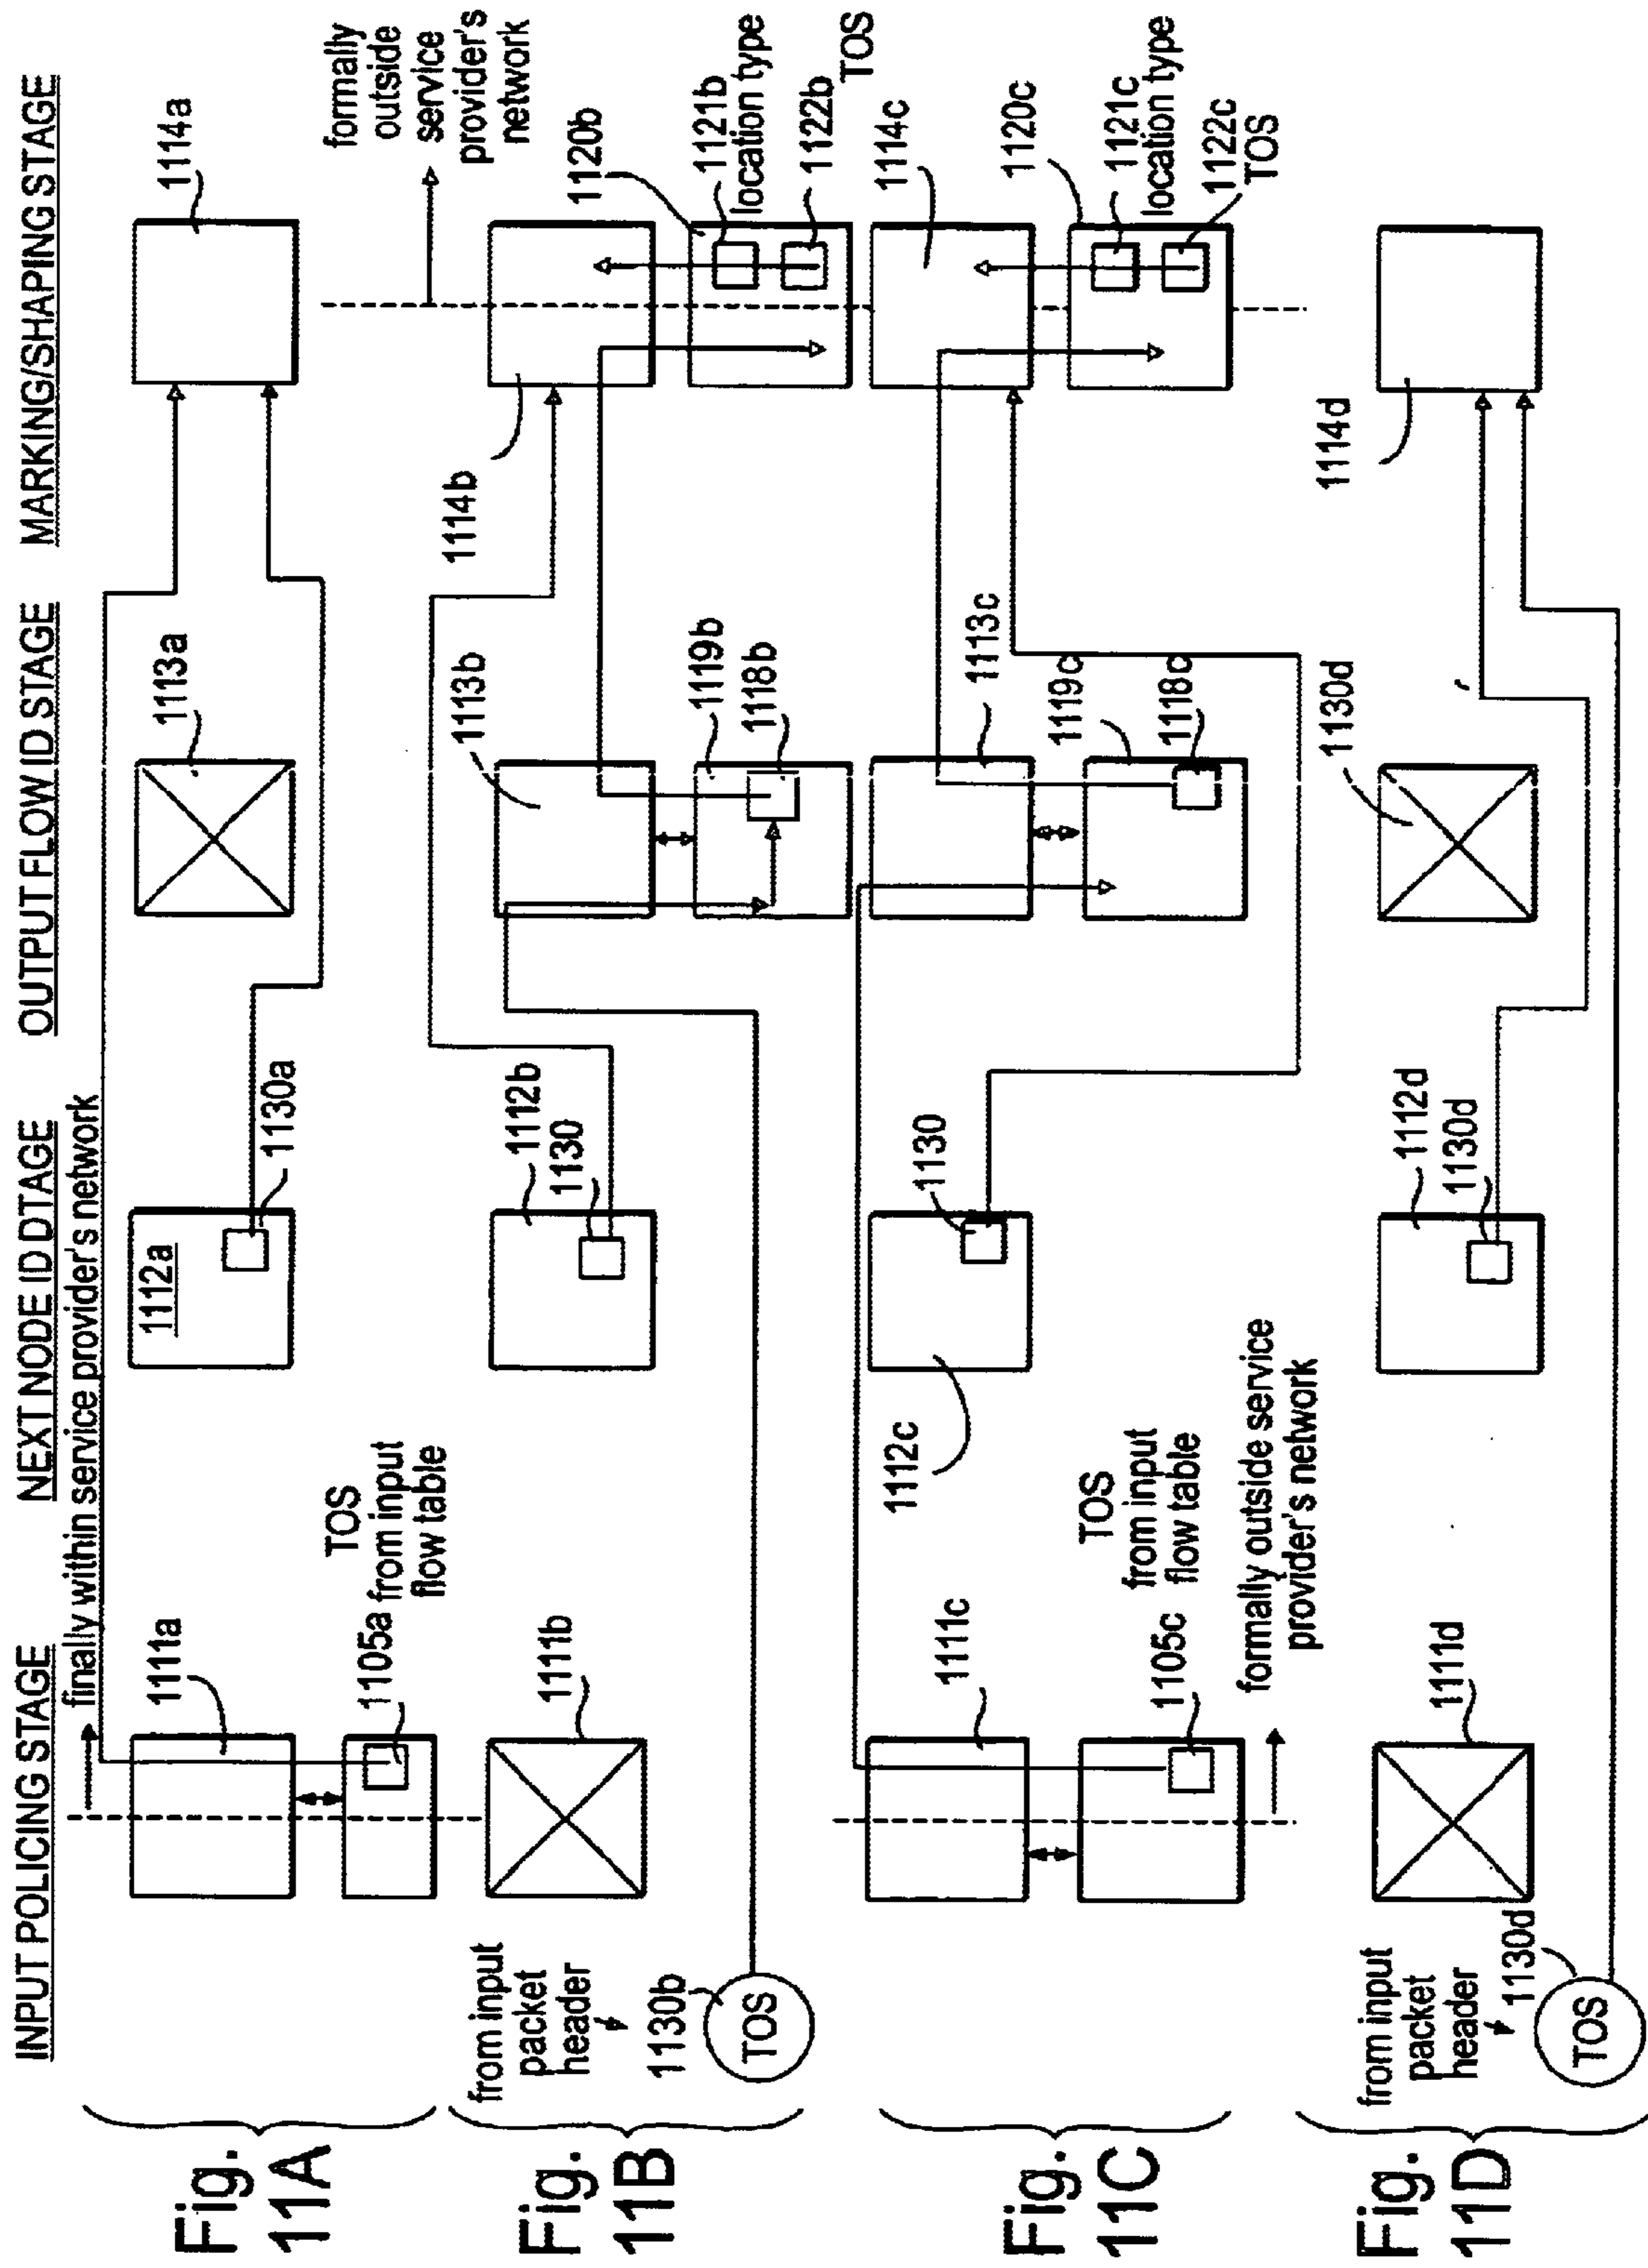 INPUT POLICING STAGE
NEXT NODE ID DTAGE
OUTPUT FLOW ID STAGE
MARKING/SHAPING STAGE
Fig.
11A
finally within service provider's network
1111a
1105a
TOS
from input
flow table
1112a
1130a
1113a
1114a
formally
outside
service
provider's
network
Fig.
11B
from input
packet
header
1130b
TOS
1111b
1112b
1130
1113b
1119b
1118b
1114b
1120b
1121b
location type
1122b
TOS
Fig.
11C
1111c
1105c
TOS
from input
flow table
formally outside service
provider's network
1112c
1130
1113c
1119c
1118c
1114c
1120c
1121c
location type
1122c
TOS
Fig.
11D
from input
packet
header
1130d
TOS
1111d
1112d
1130d
1130d
1114d